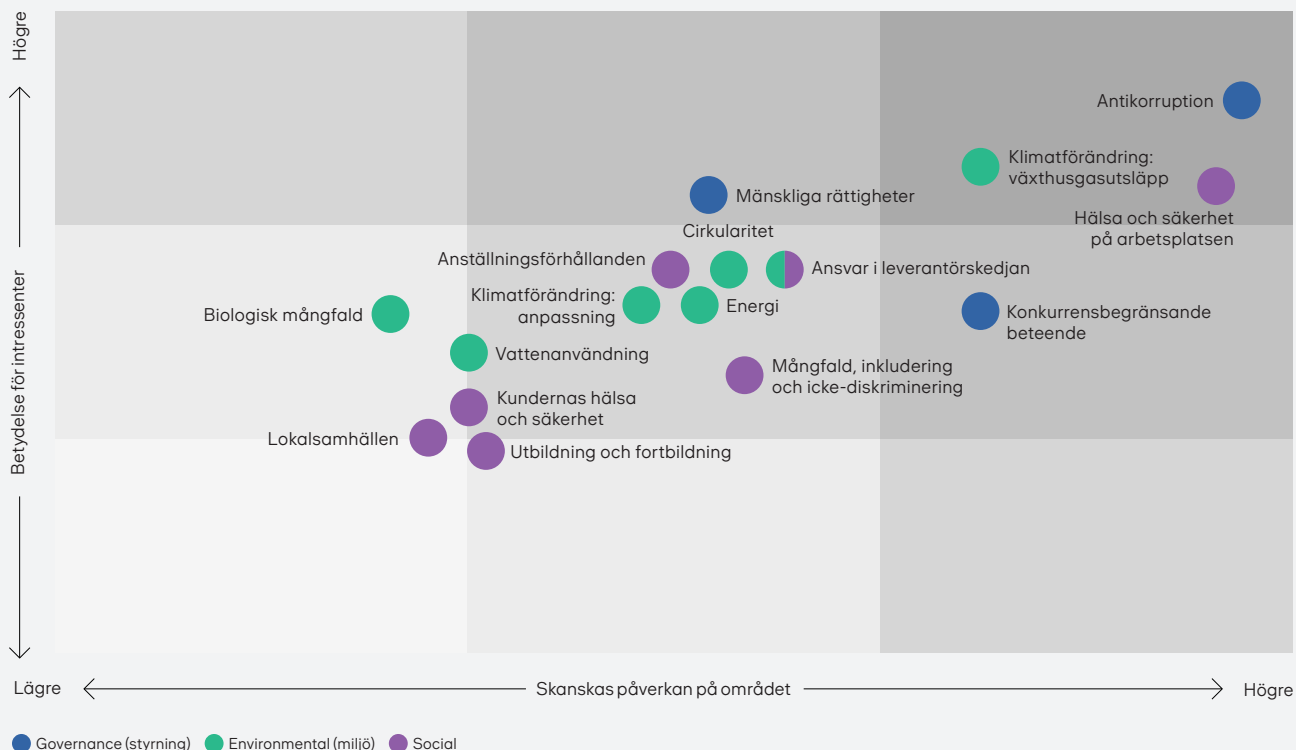 Högre
Betydelse för intressenter
Antikorruption
Klimatförändring:
växthusgasutsläpp
Mänskliga rättigheter
Hälsa och säkerhet
på arbetsplatsen
Cirkularitet
Anställningsförhållanden
Ansvar i leverantörskedjan
Klimatförändring:
anpassning
Energi
Biologisk mångfald
Konkurrensbegränsande
beteende
Vattenanvändning
Mångfald, inkludering
och icke-diskriminering
Kundernas hälsa
och säkerhet
Lokalsamhällen
Utbildning och fortbildning
Lägre
Skanskas påverkan på området
Högre
Governance (styrning)
Environmental (miljö)
Social